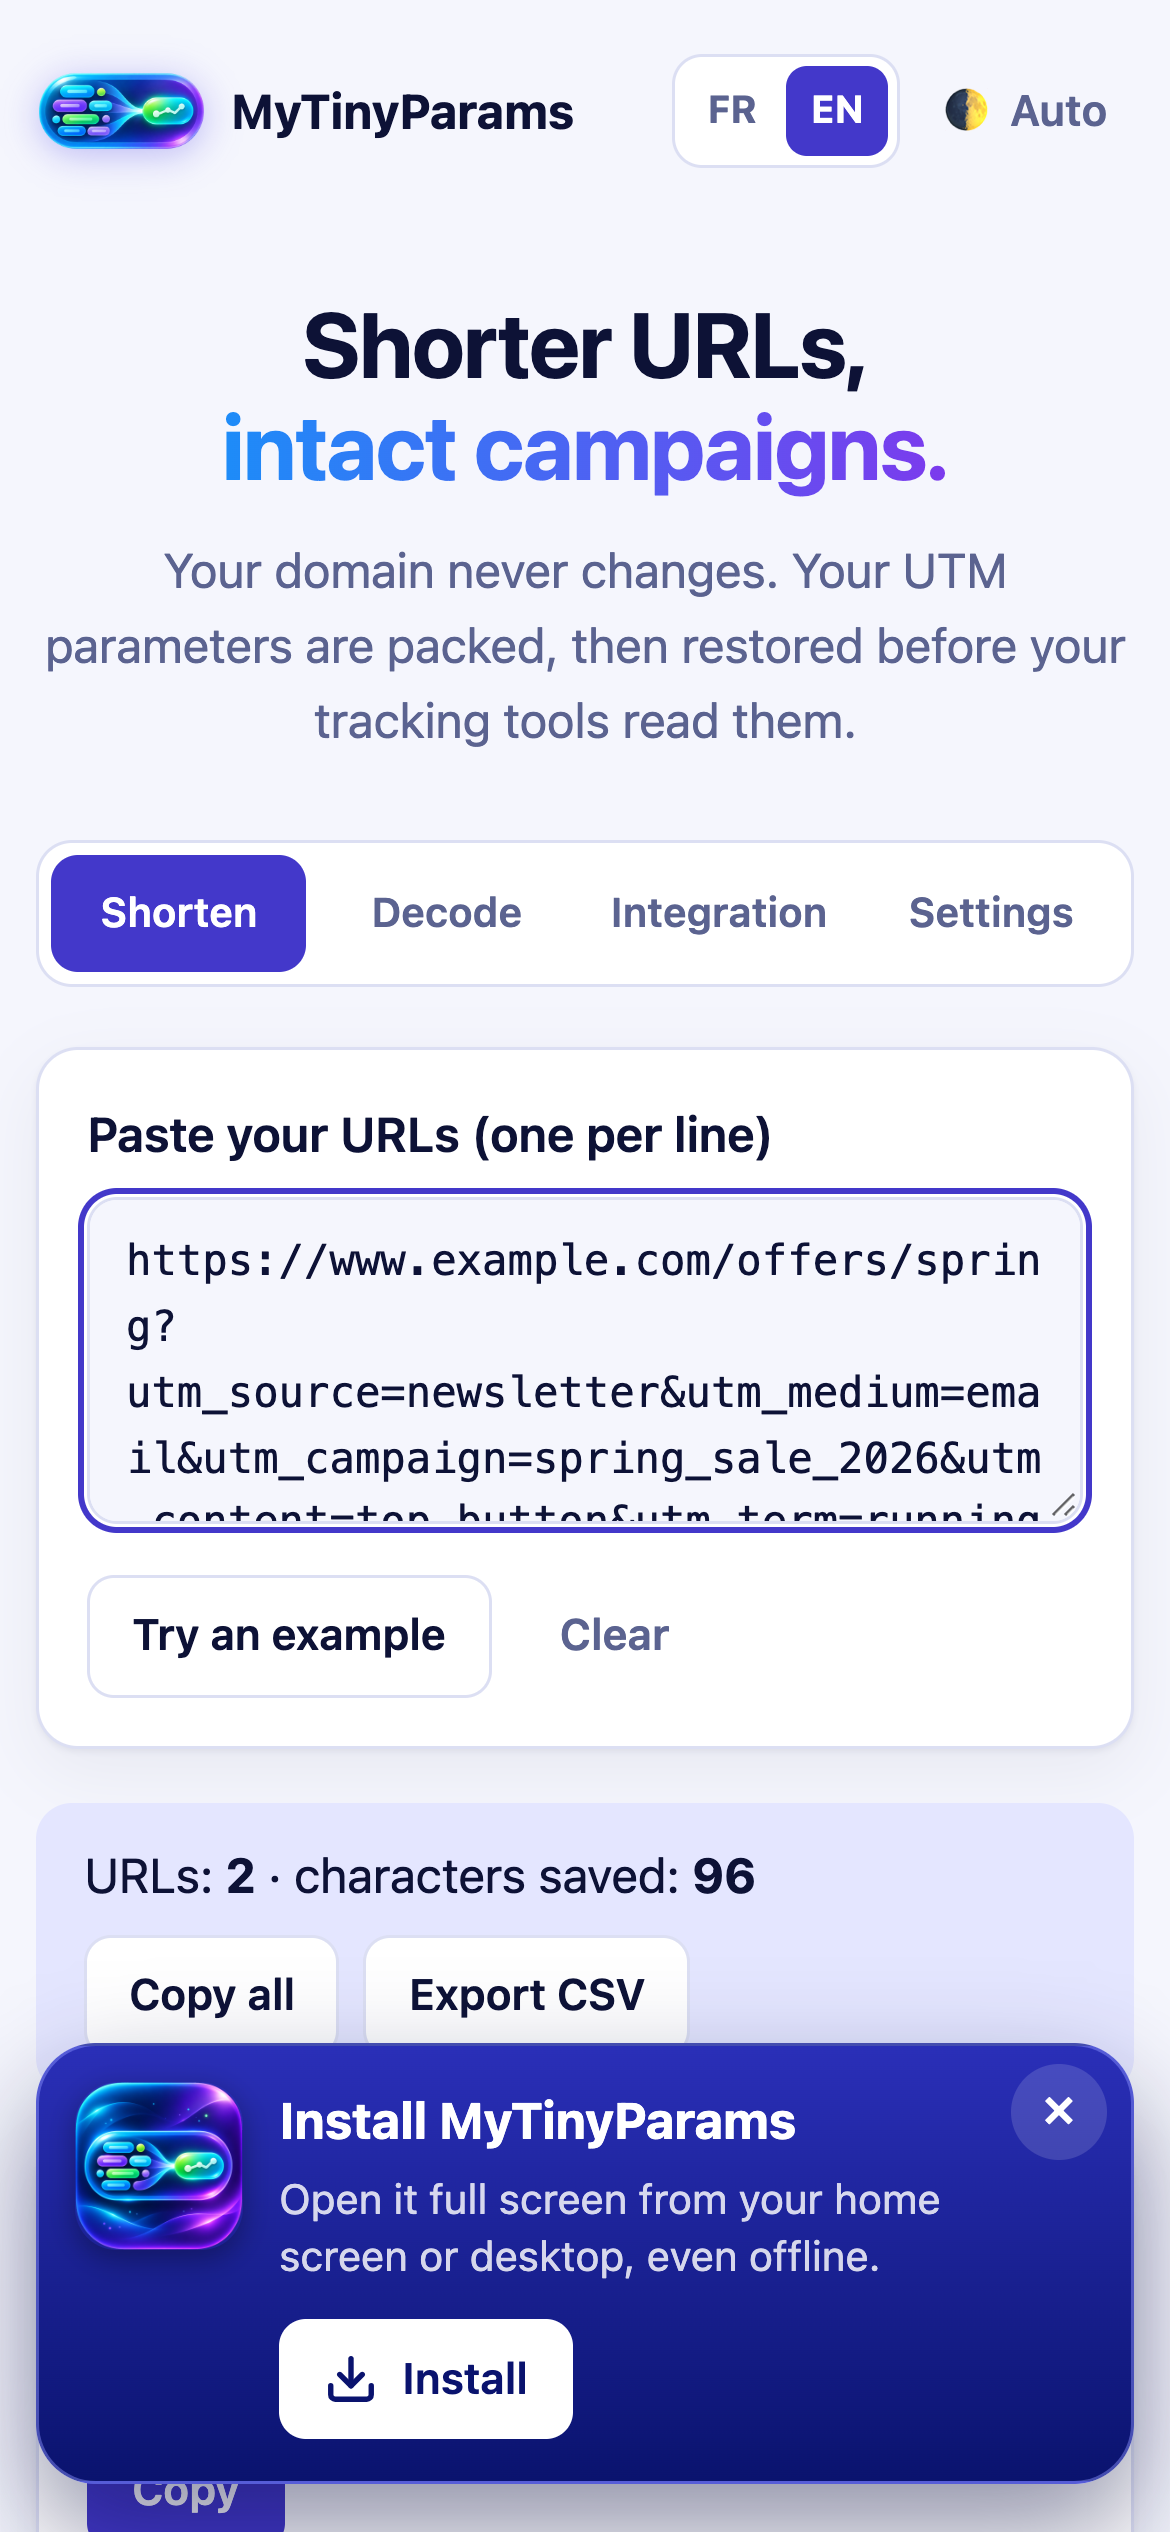 MyTinyParams
FR
EN
Auto
Shorter URLs,
intact campaigns.
Your domain never changes. Your UTM
parameters are packed, then restored before your
tracking tools read them.
Shorten
Decode
Integration
Settings
Paste your URLs (one per line)
https://www.example.com/offers/sprin
g?
utm_source=newsletter&utm_medium=ema
il&utm_campaign=spring_sale_2026&utm
_content=top_button&utm_term=running
Try an example
Clear
URLs: 2 · characters saved: 96
Copy all
Export CSV
Install MyTinyParams
Open it full screen from your home
screen or desktop, even offline.
Install
Copy